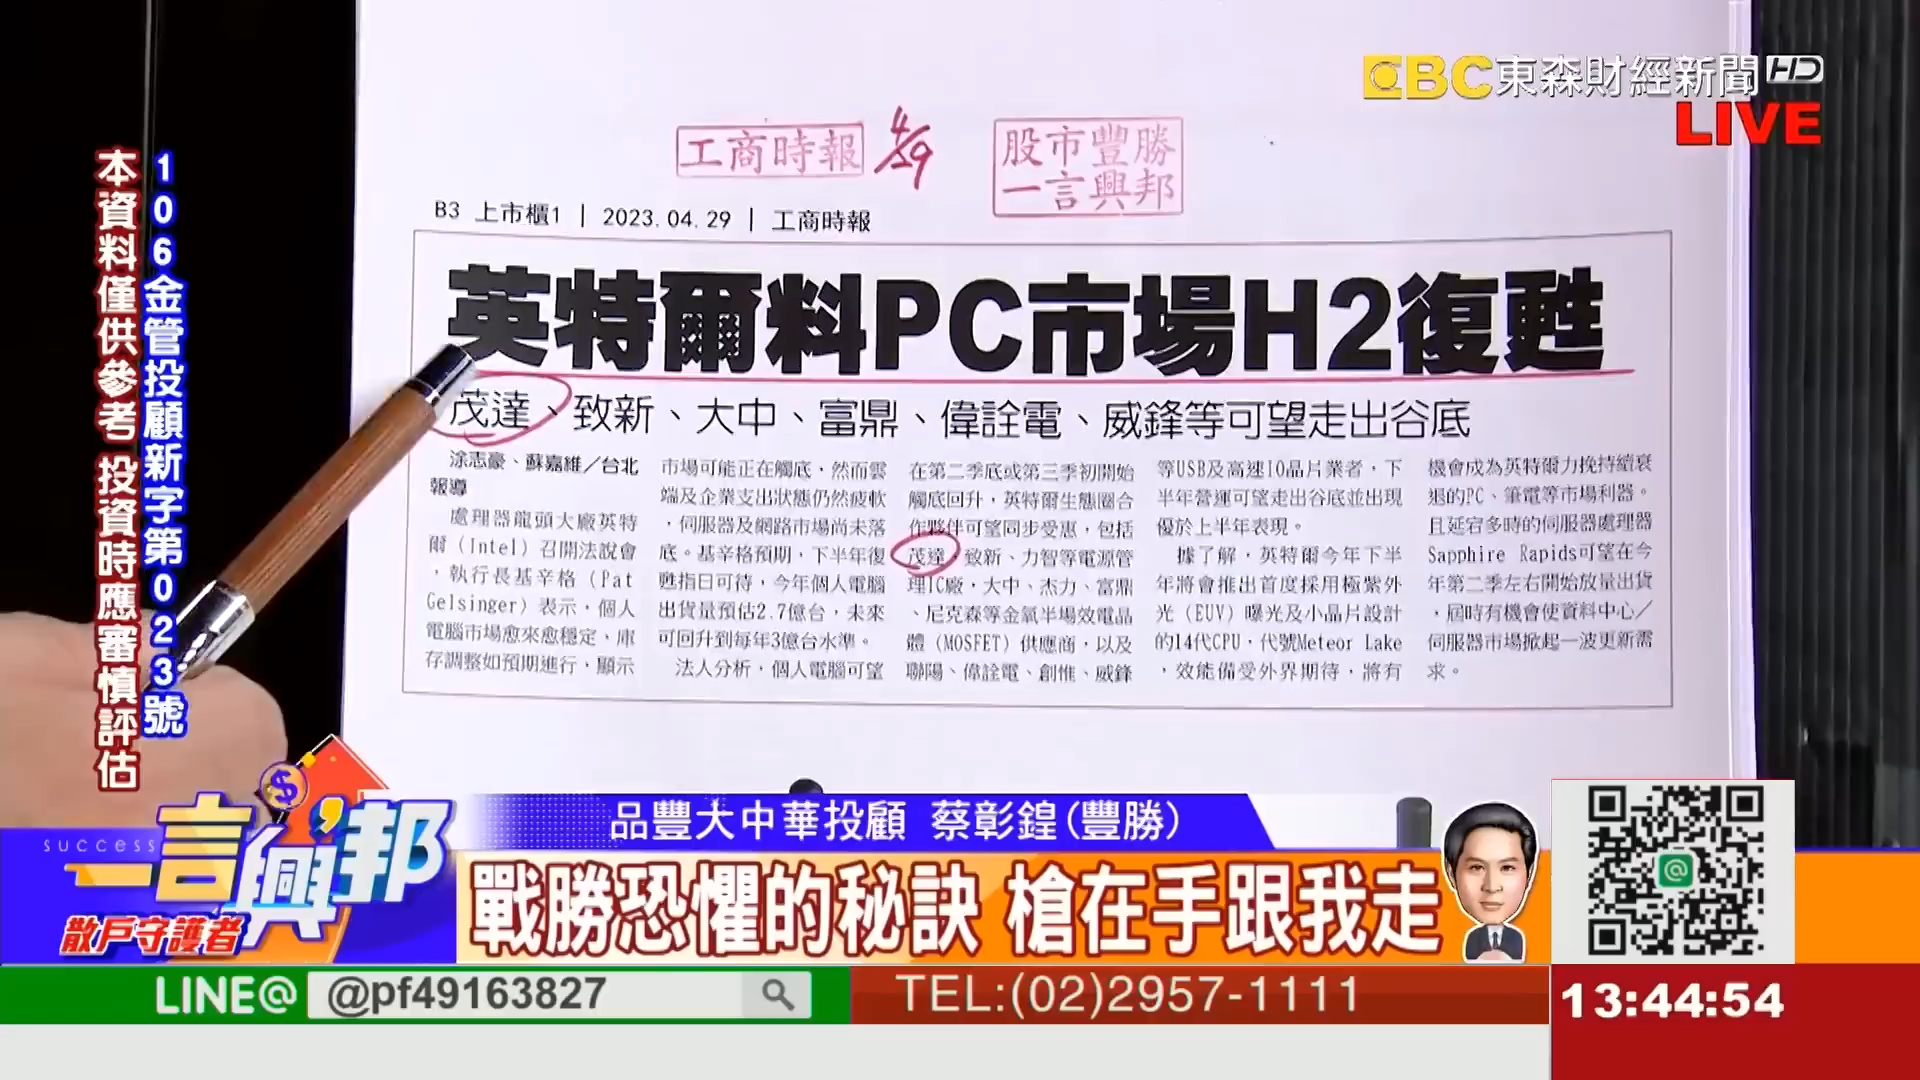 EBC東森財經新聞HD
LIVE
工商時報 4/29
股市豐勝
一言興邦
B3 上市櫃1 | 2023.04.29 | 工商時報
英特爾料PC市場H2復甦
茂達、致新、大中、富鼎、偉詮電、威鋒等可望走出谷底
涂志豪、蘇嘉維／台北
報導
處理器龍頭大廠英特
爾（Intel）召開法說會
，執行長基辛格（Pat
Gelsinger）表示，個人
電腦市場愈來愈穩定，庫
存調整如預期進行，顯示
市場可能正在觸底，然而雲
端及企業支出狀態仍然疲軟
，伺服器及網路市場尚未落
底。基辛格預期，下半年復
甦指日可待，今年個人電腦
出貨量預估2.7億台，未來
可回升到每年3億台水準。
法人分析，個人電腦可望
在第二季底或第三季初開始
觸底回升，英特爾生態圈合
作夥伴可望同步受惠，包括
茂達、致新、力智等電源管
理IC廠，大中、杰力、富鼎
、尼克森等金氧半場效電晶
體（MOSFET）供應商，以及
聯陽、偉詮電、創惟、威鋒
等USB及高速IO晶片業者，下
半年營運可望走出谷底並出現
優於上半年表現。
據了解，英特爾今年下半
年將會推出首度採用極紫外
光（EUV）曝光及小晶片設計
的14代CPU，代號Meteor Lake
，效能備受外界期待，將有
機會成為英特爾力挽持續衰
退的PC、筆電等市場利器。
且延宕多時的伺服器處理器
Sapphire Rapids可望在今
年第二季左右開始放量出貨
，屆時有機會使資料中心／
伺服器市場掀起一波更新需
求。
106金管投顧新字第023號
本資料僅供參考 投資時應審慎評估
success
一言興邦
散戶守護者
品豐大中華投顧 蔡彰鍠(豐勝)
戰勝恐懼的秘訣 槍在手跟我走
LINE@ @pf49163827
TEL:(02)2957-1111
13:44:54